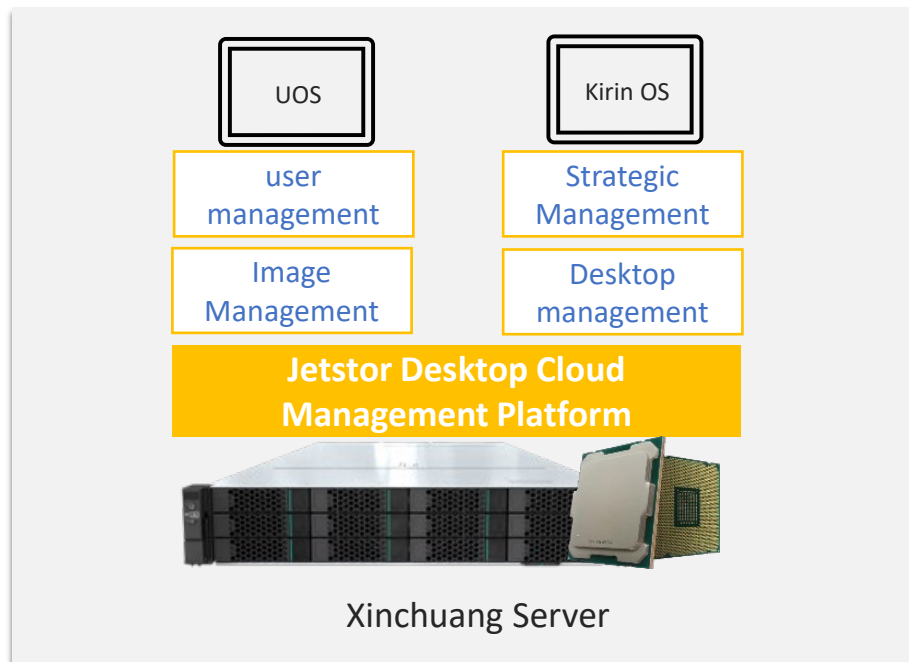 UOS
Kirin OS
user
management
Strategic
Management
Image
Management
Desktop
management
Jetstor Desktop Cloud
Management Platform
Xinchuang Server